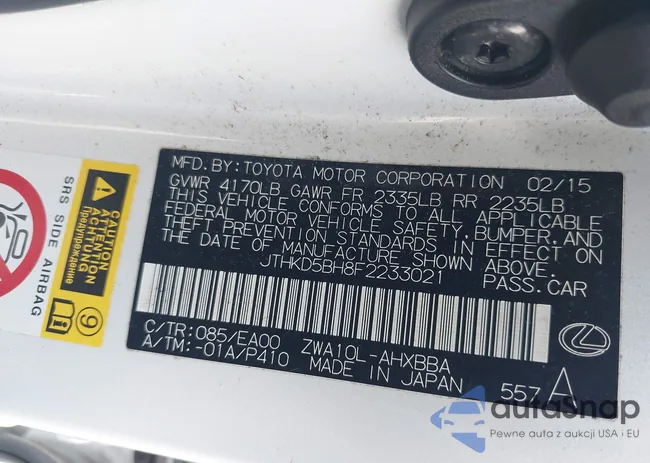 MFD.BY:TOYOTA MOTOR CORPORATION 02/15
GVWR 4170LB GAWR FR 2335LB RR 2235LB
THIS VEHICLE CONFORMS TO ALL APPLICABLE
FEDERAL MOTOR VEHICLE SAFETY,BUMPER,AND
THEFT PREVENTION STANDARDS IN EFFECT ON
THE DATE OF MANUFACTURE SHOWN ABOVE.
JTHKD5BH8F2233021 PASS.CAR
C/TR:085/EA00 ZWA10L-AHXBBA
A/TM:-01A/P410 MADE IN JAPAN 557 A
CAUTION
ATTENTION
ACHTUNG
Предупреждение
SRS SIDE AIRBAG
9
autoSnap
Pewne auta z aukcji USA i EU